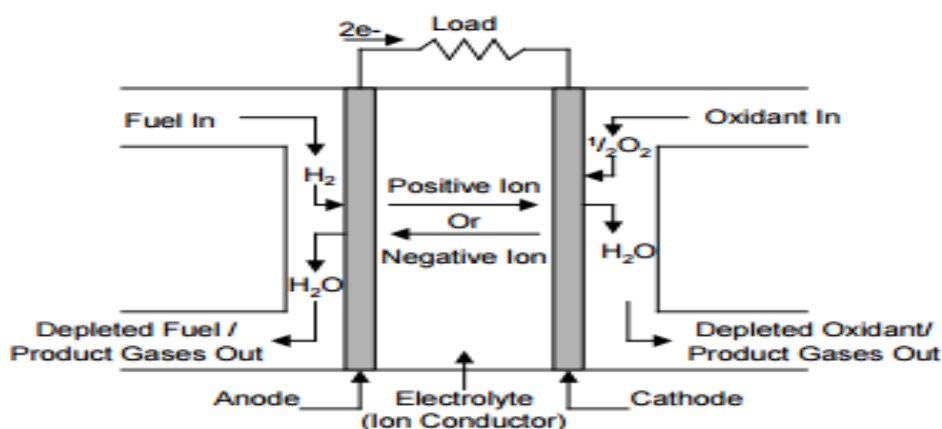 2e-
Load
Fuel In
Oxidant In
H₂
½O₂
Positive Ion
Or
Negative Ion
H₂O
H₂O
Depleted Fuel /
Product Gases Out
Depleted Oxidant/
Product Gases Out
Anode
Electrolyte
(Ion Conductor)
Cathode